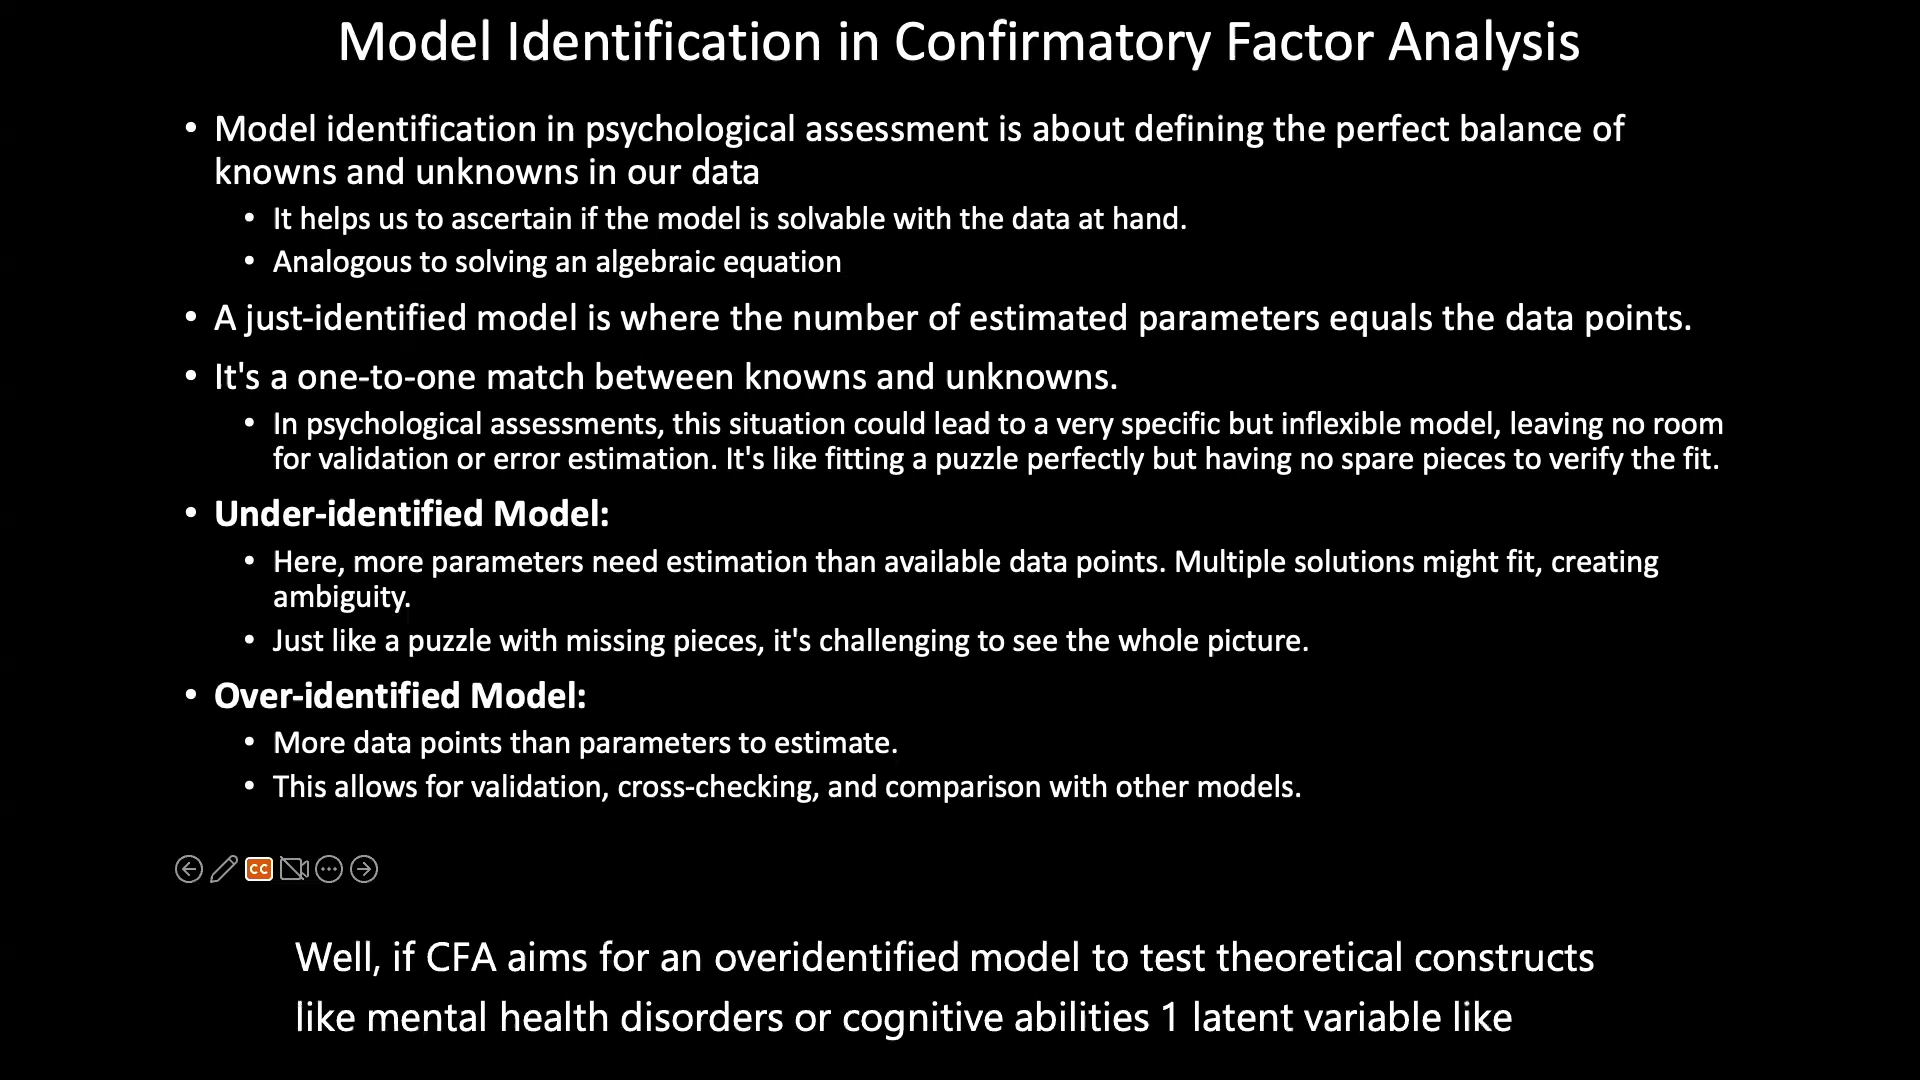 Model Identification in Confirmatory Factor Analysis
• Model identification in psychological assessment is about defining the perfect balance of
knowns and unknowns in our data
• It helps us to ascertain if the model is solvable with the data at hand.
• Analogous to solving an algebraic equation
• A just-identified model is where the number of estimated parameters equals the data points.
• It's a one-to-one match between knowns and unknowns.
• In psychological assessments, this situation could lead to a very specific but inflexible model, leaving no room
for validation or error estimation. It's like fitting a puzzle perfectly but having no spare pieces to verify the fit.
• Under-identified Model:
• Here, more parameters need estimation than available data points. Multiple solutions might fit, creating
ambiguity.
• Just like a puzzle with missing pieces, it's challenging to see the whole picture.
• Over-identified Model:
• More data points than parameters to estimate.
• This allows for validation, cross-checking, and comparison with other models.
CC
Well, if CFA aims for an overidentified model to test theoretical constructs
like mental health disorders or cognitive abilities 1 latent variable like